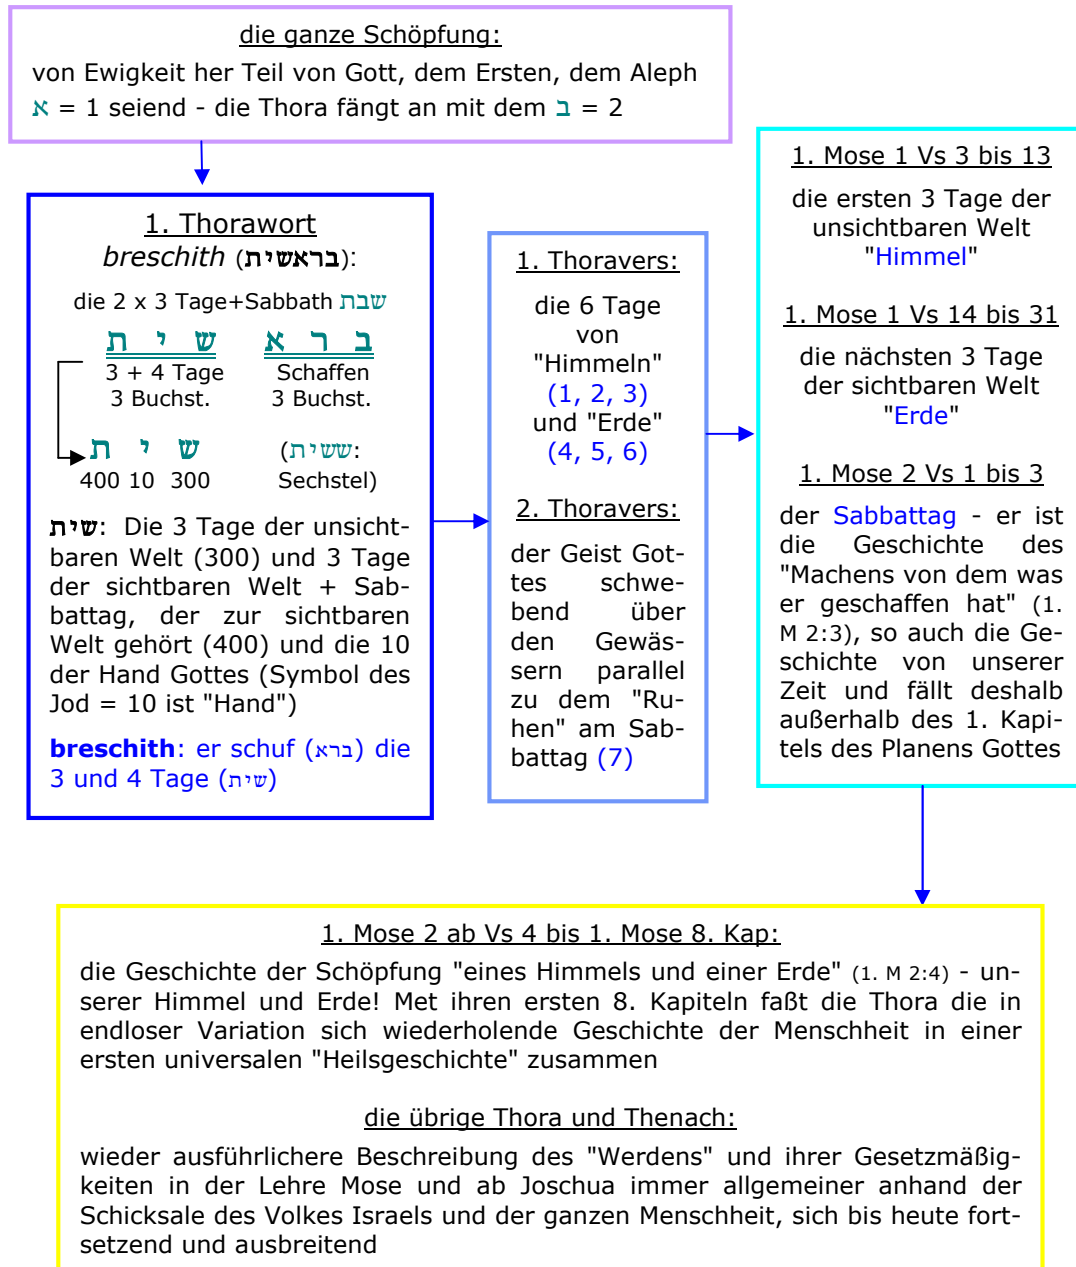 die ganze Schöpfung:
von Ewigkeit her Teil von Gott, dem Ersten, dem Aleph
א = 1 seiend - die Thora fängt an mit dem ב = 2
1. Thorawort
breschith (בראשית):
die 2 x 3 Tage+Sabbath שבת
ב ר א ש י ת
3 + 4 Tage Schaffen
3 Buchst. 3 Buchst.
ש י ת (ששית:
400 10 300 Sechstel)
שית: Die 3 Tage der unsicht-
baren Welt (300) und 3 Tage
der sichtbaren Welt + Sab-
battag, der zur sichtbaren
Welt gehört (400) und die 10
der Hand Gottes (Symbol des
Jod = 10 ist "Hand")
breschith: er schuf (ברא) die
3 und 4 Tage (שית)
1. Thoravers:
die 6 Tage
von
"Himmeln"
(1, 2, 3)
und "Erde"
(4, 5, 6)
2. Thoravers:
der Geist Got-
tes schwe-
bend über
den Gewäs-
sern parallel
zu dem "Ru-
hen" am Sab-
battag (7)
1. Mose 1 Vs 3 bis 13
die ersten 3 Tage der
unsichtbaren Welt
"Himmel"
1. Mose 1 Vs 14 bis 31
die nächsten 3 Tage
der sichtbaren Welt
"Erde"
1. Mose 2 Vs 1 bis 3
der Sabbattag - er ist
die Geschichte des
"Machens von dem was
er geschaffen hat" (1.
M 2:3), so auch die Ge-
schichte von unserer
Zeit und fällt deshalb
außerhalb des 1. Kapi-
tels des Planens Gottes
1. Mose 2 ab Vs 4 bis 1. Mose 8. Kap:
die Geschichte der Schöpfung "eines Himmels und einer Erde" (1. M 2:4) - un-
serer Himmel und Erde! Met ihren ersten 8. Kapiteln faßt die Thora die in
endloser Variation sich wiederholende Geschichte der Menschheit in einer
ersten universalen "Heilsgeschichte" zusammen
die übrige Thora und Thenach:
wieder ausführlichere Beschreibung des "Werdens" und ihrer Gesetzmäßig-
keiten in der Lehre Mose und ab Joschua immer allgemeiner anhand der
Schicksale des Volkes Israels und der ganzen Menschheit, sich bis heute fort-
setzend und ausbreitend